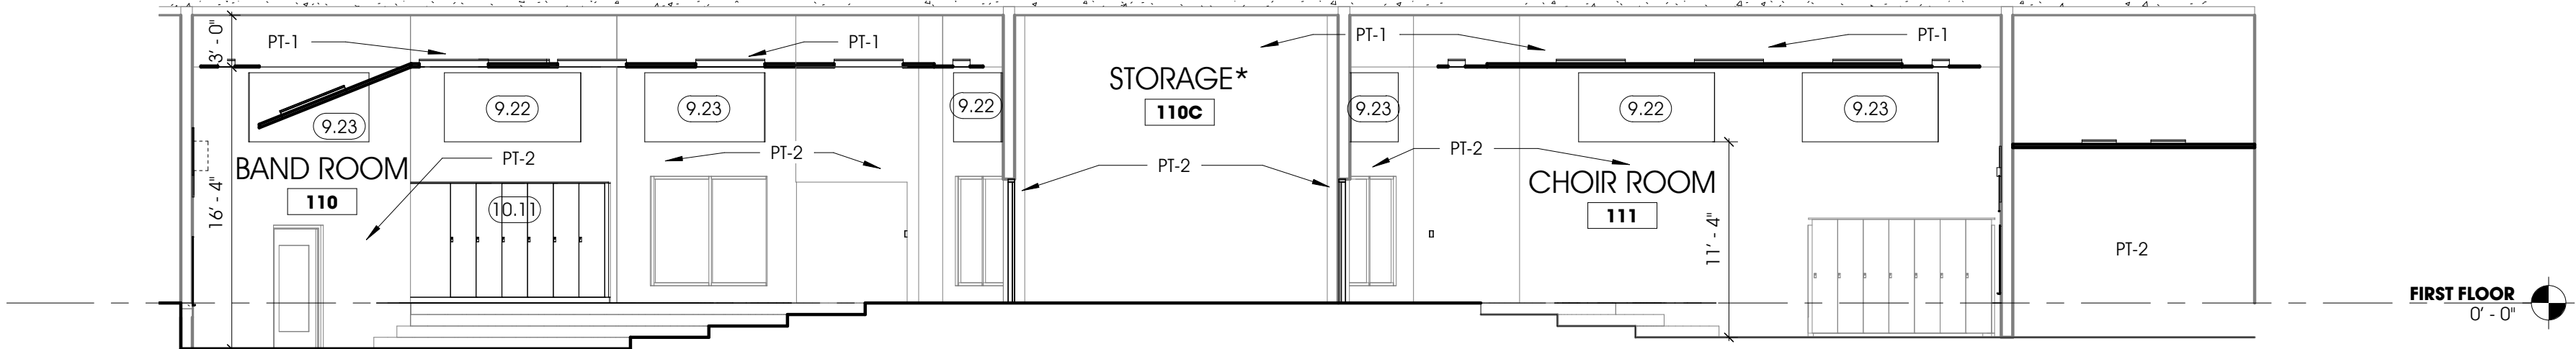 3' - 0"
PT-1
PT-1
PT-1
PT-1
STORAGE*
110C
9.23
9.22
9.23
9.22
9.23
9.22
9.23
BAND ROOM
110
16' - 4"
PT-2
10.11
PT-2
PT-2
PT-2
CHOIR ROOM
111
11' - 4"
PT-2
FIRST FLOOR
0' - 0"